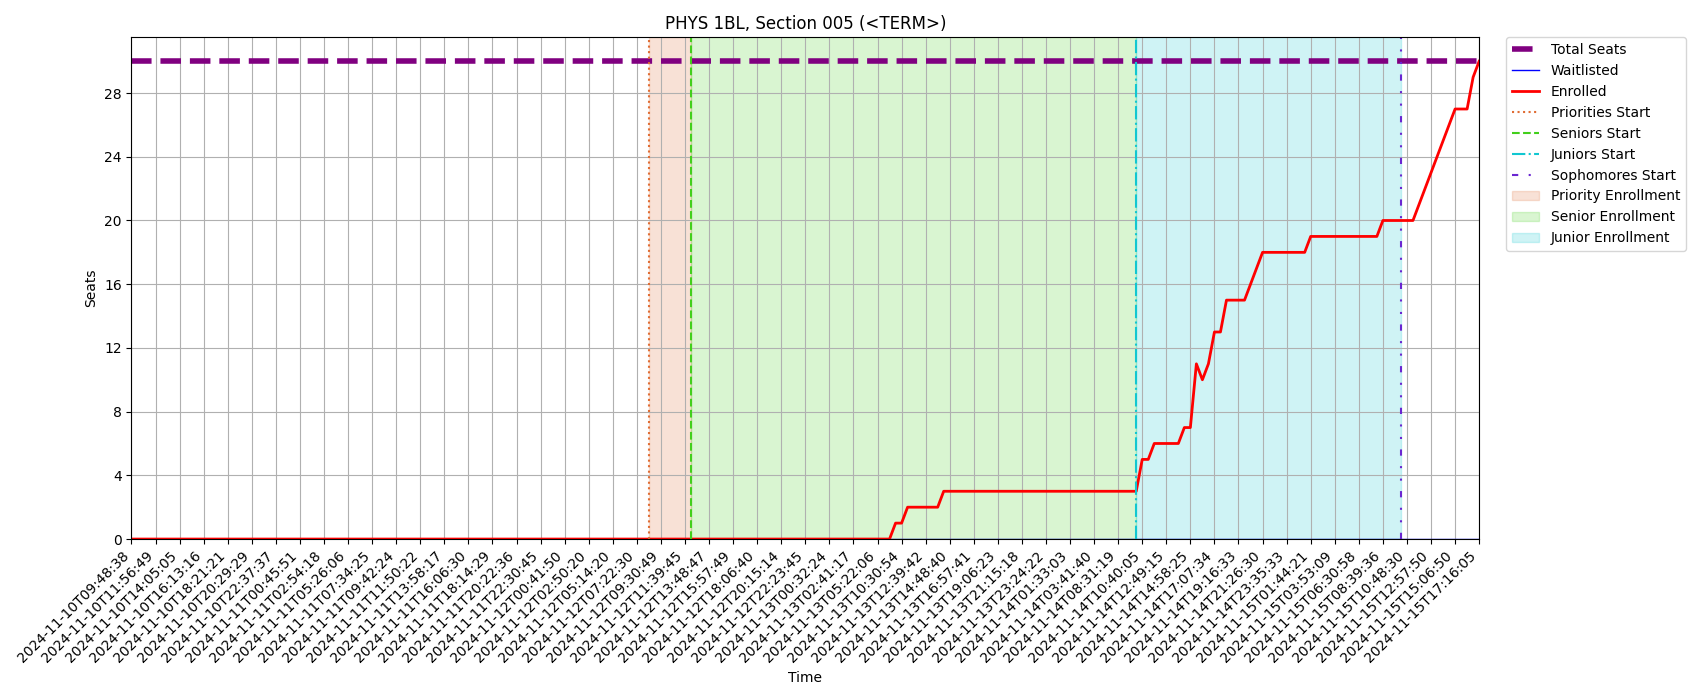 PHYS 1BL, Section 005 (<TERM>)
Total Seats
Waitlisted
Enrolled
Priorities Start
Seniors Start
Juniors Start
Sophomores Start
Priority Enrollment
Senior Enrollment
Junior Enrollment
Seats
28
24
20
16
12
8
4
0
2024-11-10T09:48:38
2024-11-10T11:56:49
2024-11-10T14:05:05
2024-11-10T16:13:16
2024-11-10T18:21:21
2024-11-10T20:29:29
2024-11-10T22:37:37
2024-11-11T00:45:51
2024-11-11T02:54:18
2024-11-11T05:26:06
2024-11-11T07:34:25
2024-11-11T09:42:24
2024-11-11T11:50:22
2024-11-11T13:58:17
2024-11-11T16:06:30
2024-11-11T18:14:29
2024-11-11T20:22:36
2024-11-11T22:30:45
2024-11-12T00:41:50
2024-11-12T02:50:20
2024-11-12T05:14:20
2024-11-12T07:22:30
2024-11-12T09:30:49
2024-11-12T11:39:45
2024-11-12T13:48:47
2024-11-12T15:57:49
2024-11-12T18:06:40
2024-11-12T20:15:14
2024-11-12T22:23:45
2024-11-13T00:32:24
2024-11-13T02:41:17
2024-11-13T05:22:06
2024-11-13T10:30:54
2024-11-13T12:39:42
2024-11-13T14:48:40
2024-11-13T16:57:41
2024-11-13T19:06:23
2024-11-13T21:15:18
2024-11-13T23:24:22
2024-11-14T01:33:03
2024-11-14T03:41:40
2024-11-14T08:31:19
2024-11-14T10:40:05
2024-11-14T12:49:15
2024-11-14T14:58:25
2024-11-14T17:07:34
2024-11-14T19:16:33
2024-11-14T21:26:30
2024-11-14T23:35:33
2024-11-15T01:44:21
2024-11-15T03:53:09
2024-11-15T06:30:58
2024-11-15T08:39:36
2024-11-15T10:48:30
2024-11-15T12:57:50
2024-11-15T15:06:50
2024-11-15T17:16:05
Time